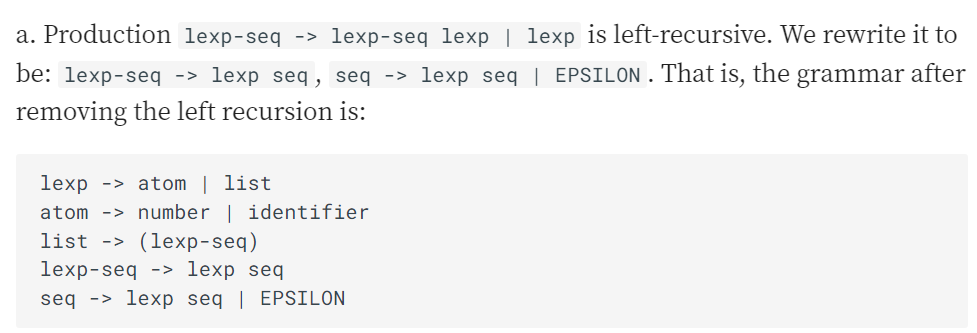 a. Production lexp-seq -> lexp-seq lexp | lexp is left-recursive. We rewrite it to
be: lexp-seq -> lexp seq , seq -> lexp seq | EPSILON . That is, the grammar after
removing the left recursion is:
lexp -> atom | list
atom -> number | identifier
list -> (lexp-seq)
lexp-seq -> lexp seq
seq -> lexp seq | EPSILON